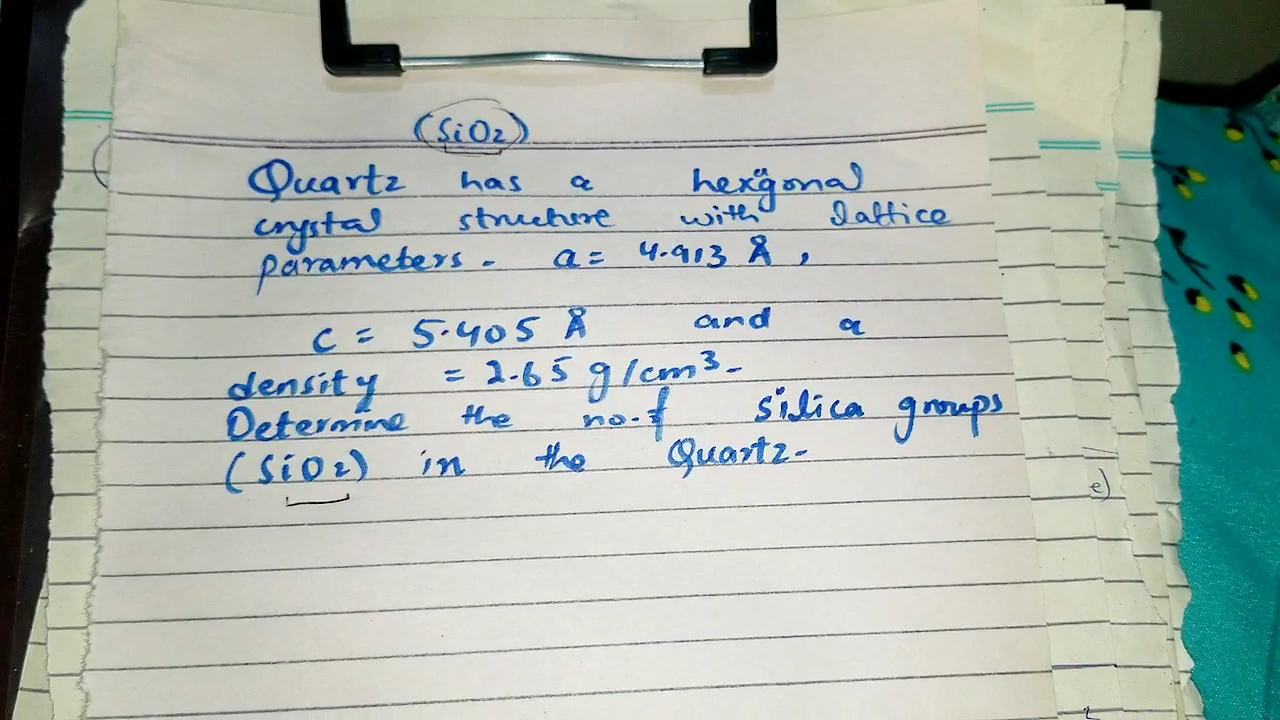 (SiO2)
Quartz has a hexgonal
crystal structure with lattice
parameters. a = 4.913 Å,
c = 5.405 Å and a
density = 2.65 g/cm3.
Determine the no. of silica groups
(SiO2) in the Quartz.
e)